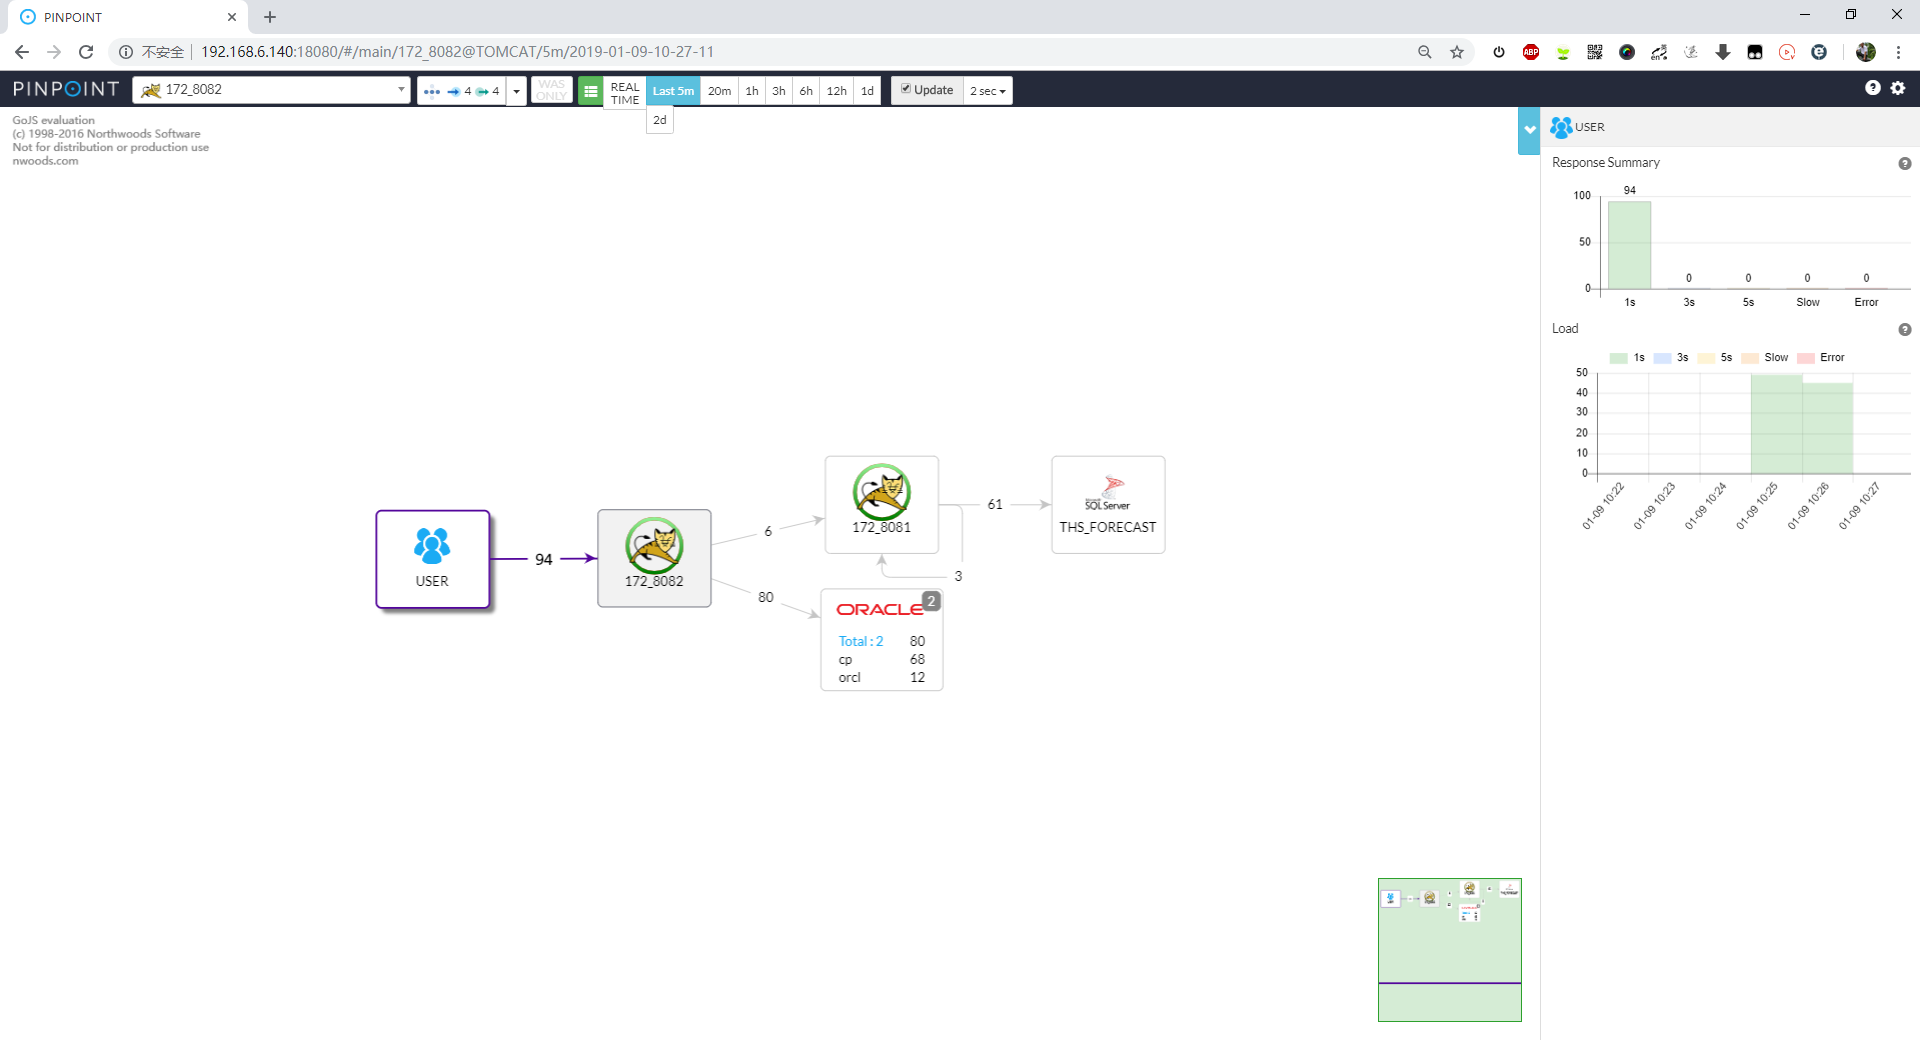 PINPOINT
不安全 192.168.6.140:18080/#/main/172_8082@TOMCAT/5m/2019-01-09-10-27-11
PINPOINT 172_8082 4 4 WAS ONLY REAL TIME Last 5m 20m 1h 3h 6h 12h 1d Update 2 sec
2d
GoJS evaluation
(c) 1998-2016 Northwoods Software
Not for distribution or production use
nwoods.com
USER
94
172_8082
6
80
172_8081
3
61
Microsoft
SQL Server
THS_FORECAST
ORACLE 2
Total : 2 80
cp 68
orcl 12
USER
Response Summary
100
50
0
94 0 0 0 0
1s 3s 5s Slow Error
Load
1s 3s 5s Slow Error
50
40
30
20
10
0
01-09 10:22 01-09 10:23 01-09 10:24 01-09 10:25 01-09 10:26 01-09 10:27